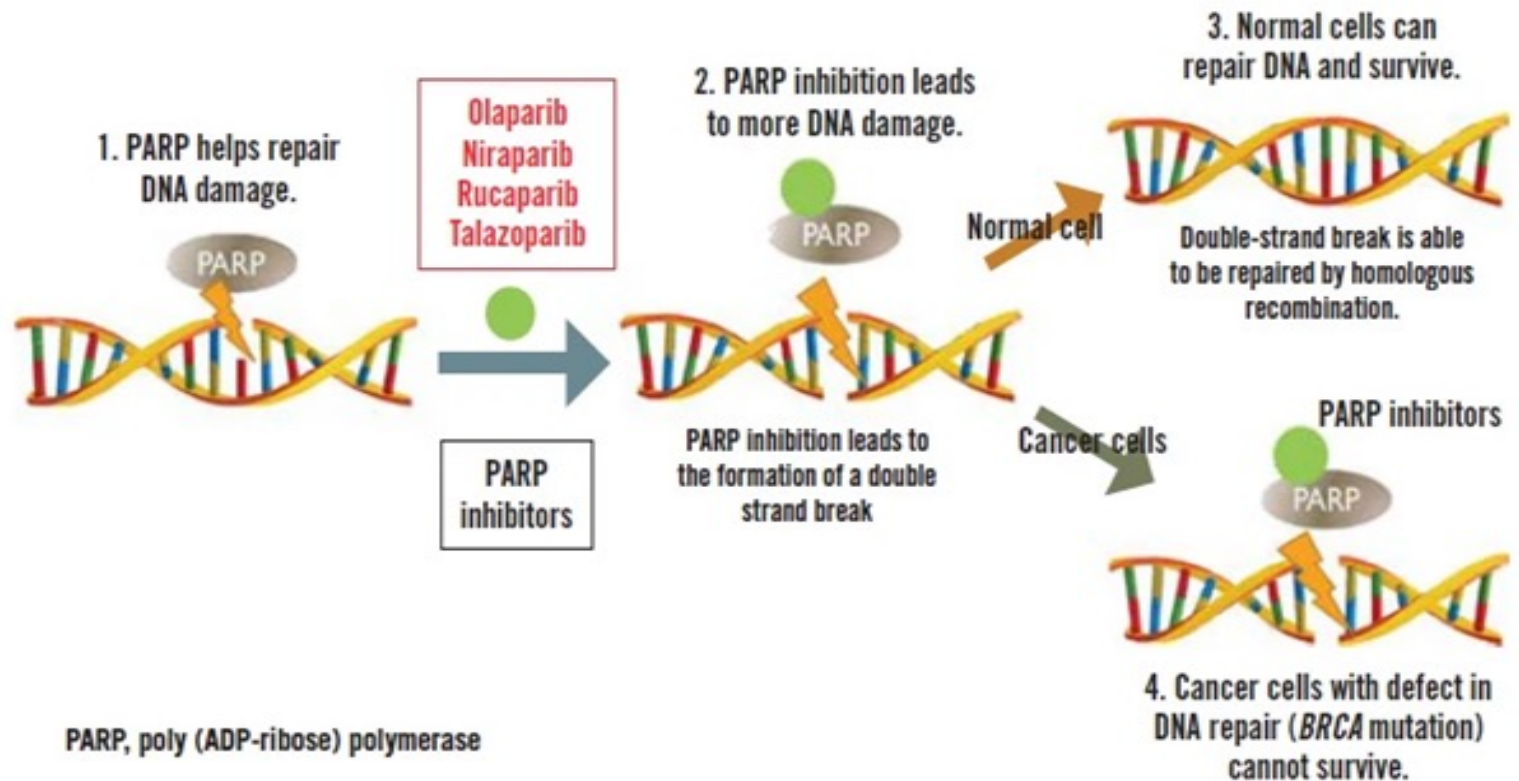 1. PARP helps repair
DNA damage.
PARP
Olaparib
Niraparib
Rucaparib
Talazoparib
PARP
inhibitors
2. PARP inhibition leads
to more DNA damage.
PARP
PARP inhibition leads to
the formation of a double
strand break
Normal cell
3. Normal cells can
repair DNA and survive.
Double-strand break is able
to be repaired by homologous
recombination.
Cancer cells
PARP inhibitors
PARP
4. Cancer cells with defect in
DNA repair (BRCA mutation)
cannot survive.
PARP, poly (ADP-ribose) polymerase